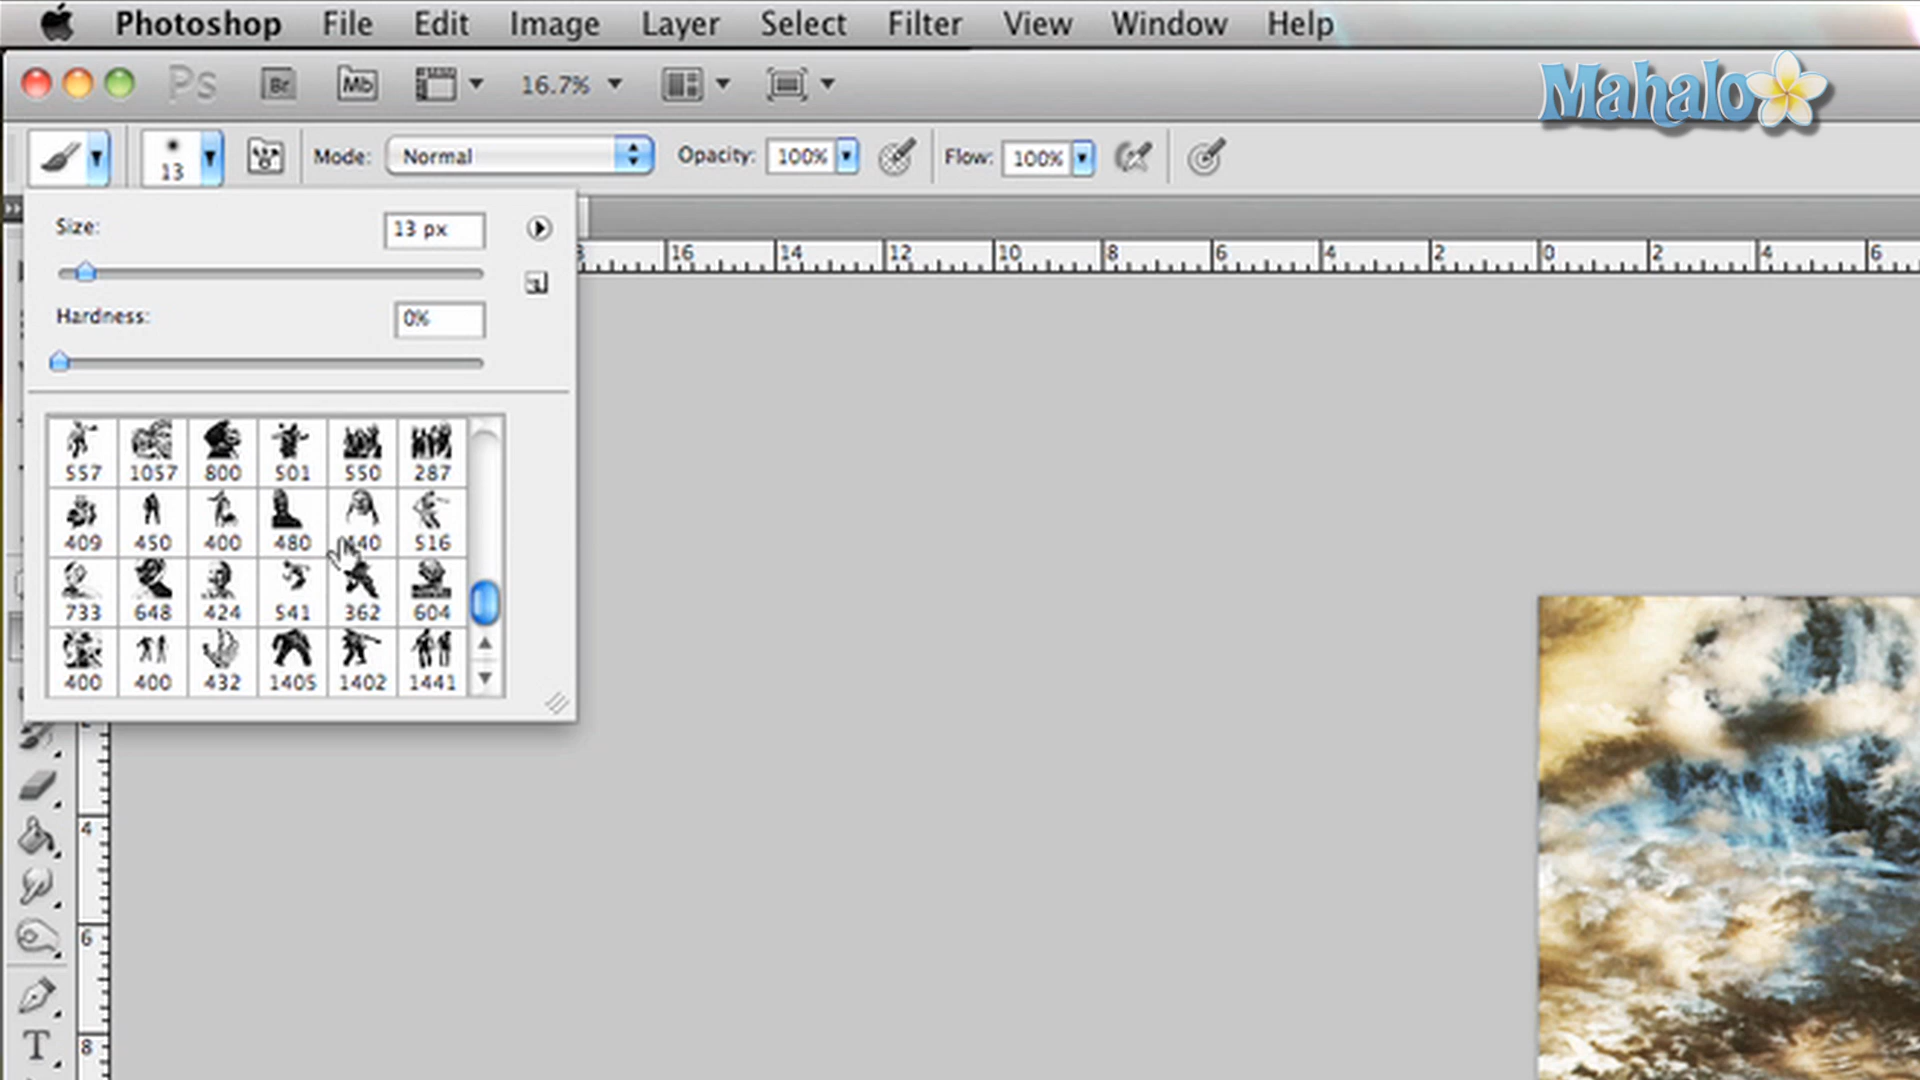 Photoshop File Edit Image Layer Select Filter View Window Help
Ps Br Mb 16.7%
Mahalo
13 Mode: Normal Opacity: 100% Flow: 100%
Size: 13 px
16 14 12 10 8 6 4 2 0 2 4 6
Hardness: 0%
557 1057 800 501 550 287
409 450 400 480 440 516
733 648 424 541 362 604
400 400 432 1405 1402 1441
4
6
T
8